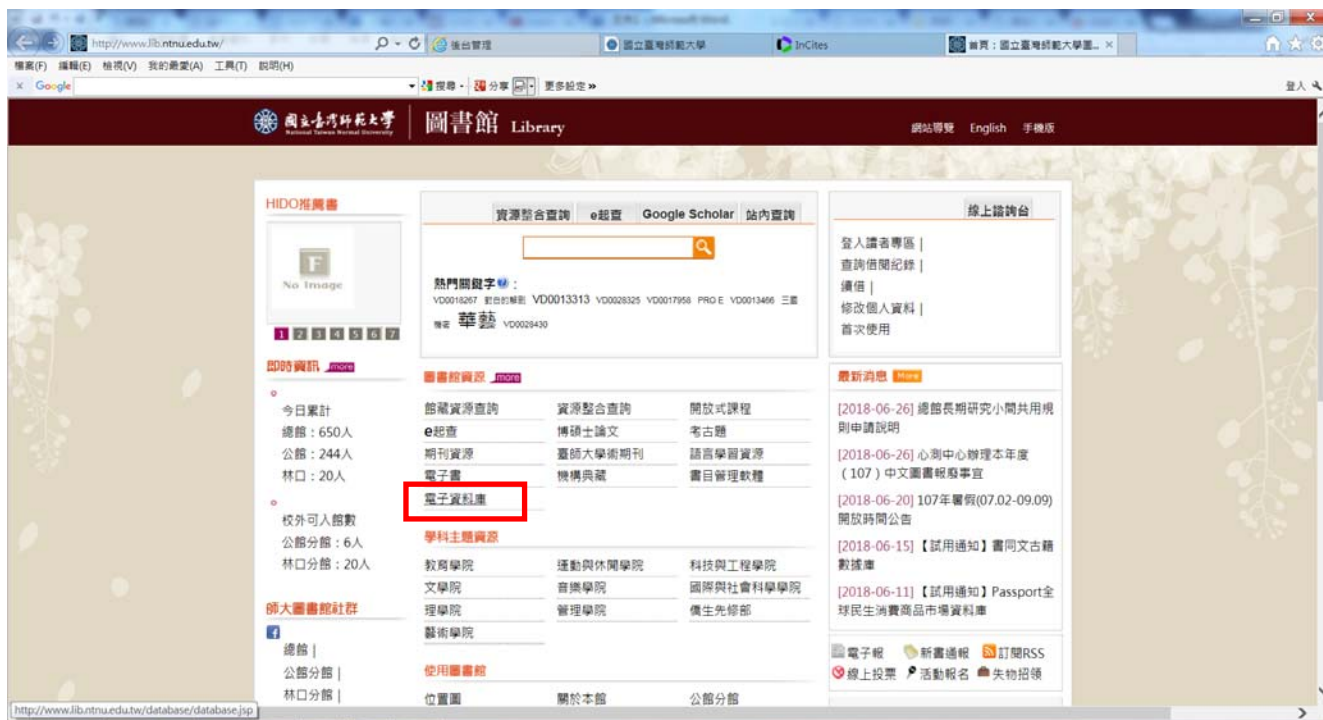 http://www.lib.ntnu.edu.tw/
後台管理
國立臺灣師範大學
InCites
首頁：國立臺灣師範大學圖...
檔案(F) 編輯(E) 檢視(V) 我的最愛(A) 工具(T) 說明(H)
Google
搜尋
分享
更多設定 »
登入
國立臺灣師範大學
National Taiwan Normal University
圖書館 Library
網站導覽 English 手機版
HIDO推薦書
F
No Image
1 2 3 4 5 6 7
即時資訊 more
今日累計
總館：650人
公館：244人
林口：20人
校外可入館數
公館分館：6人
林口分館：20人
師大圖書館社群
總館 |
公館分館 |
林口分館 |
資源整合查詢 e起查 Google Scholar 站內查詢
熱門關鍵字：
VD0018267 VD0013313 VD0028325 VD0017958 PRO E VD0013466 三國
機密 華藝 VD0028430
圖書館資源 more
館藏資源查詢 資源整合查詢 開放式課程
e起查 博碩士論文 考古題
期刊資源 臺師大學術期刊 語言學習資源
電子書 機構典藏 書目管理軟體
電子資料庫
學科主題資源
教育學院 運動與休閒學院 科技與工程學院
文學院 音樂學院 國際與社會科學學院
理學院 管理學院 僑生先修部
藝術學院
使用圖書館
位置圖 關於本館 公館分館
線上諮詢台
登入讀者專區 |
查詢借閱紀錄 |
續借 |
修改個人資料 |
首次使用
最新消息 More
[2018-06-26] 總館長期研究小間共用規
則申請說明
[2018-06-26] 心測中心辦理本年度
（107）中文圖書報廢事宜
[2018-06-20] 107年暑假(07.02-09.09)
開放時間公告
[2018-06-15]【試用通知】書同文古籍
數據庫
[2018-06-11]【試用通知】Passport全
球民生消費商品市場資料庫
電子報 新書通報 訂閱RSS
線上投票 活動報名 失物招領
http://www.lib.ntnu.edu.tw/database/database.jsp